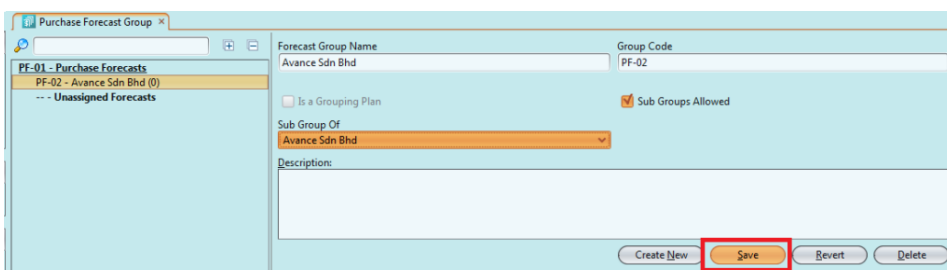 Purchase Forecast Group
Forecast Group Name
Group Code
Avance Sdn Bhd
PF-02
PF-01 - Purchase Forecasts
PF-02 - Avance Sdn Bhd (0)
-- - Unassigned Forecasts
Is a Grouping Plan
Sub Groups Allowed
Sub Group Of
Avance Sdn Bhd
Description:
Create New
Save
Revert
Delete